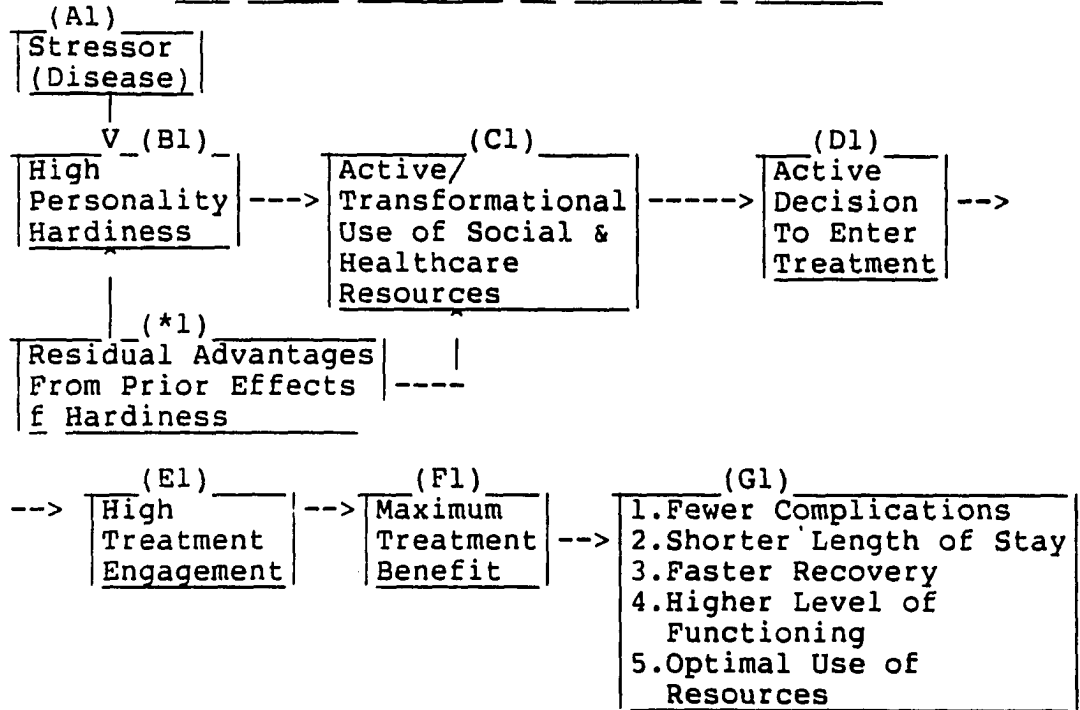 (A1)
Stressor
(Disease)
V (B1)
High
Personality
Hardiness
--->
(C1)
Active/
Transformational
Use of Social &
Healthcare
Resources
----->
(D1)
Active
Decision
To Enter
Treatment
-->
(*1)
Residual Advantages
From Prior Effects
f Hardiness
----
--> 
(E1)
High
Treatment
Engagement
-->
(F1)
Maximum
Treatment
Benefit
-->
(G1)
1.Fewer Complications
2.Shorter Length of Stay
3.Faster Recovery
4.Higher Level of
Functioning
5.Optimal Use of
Resources